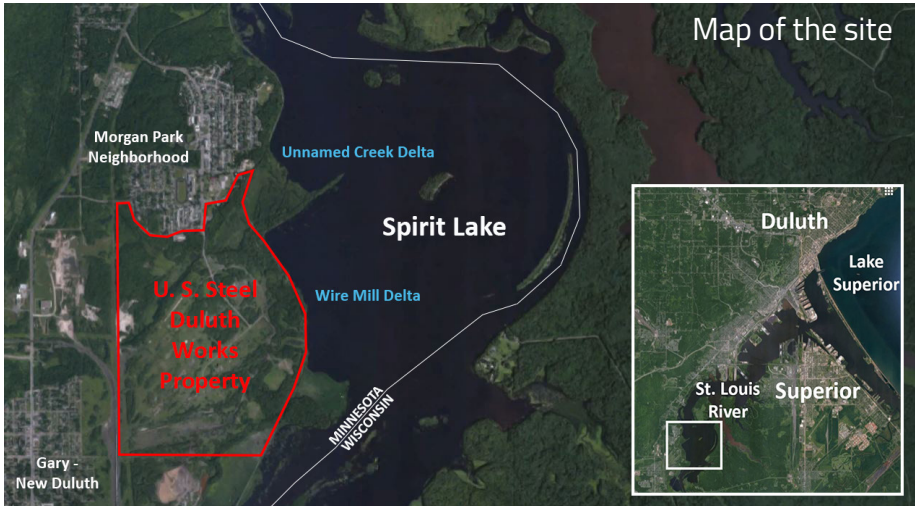 Map of the site
Morgan Park
Neighborhood
Unnamed Creek Delta
Spirit Lake
Wire Mill Delta
U. S. Steel
Duluth
Works
Property
MINNESOTA
WISCONSIN
Gary -
New Duluth
Duluth
Lake
Superior
St. Louis
River
Superior